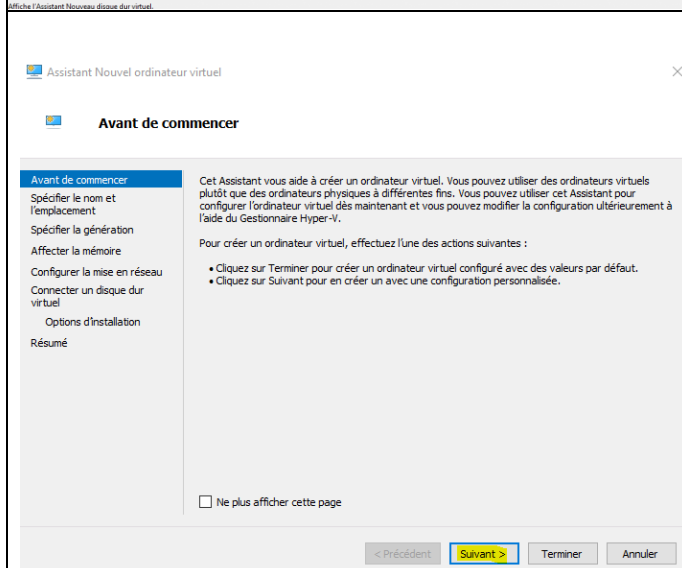 Affiche l'Assistant Nouveau disque dur virtuel.
Assistant Nouvel ordinateur virtuel
Avant de commencer
Avant de commencer
Spécifier le nom et
l'emplacement
Spécifier la génération
Affecter la mémoire
Configurer la mise en réseau
Connecter un disque dur
virtuel
Options d'installation
Résumé
Cet Assistant vous aide à créer un ordinateur virtuel. Vous pouvez utiliser des ordinateurs virtuels
plutôt que des ordinateurs physiques à différentes fins. Vous pouvez utiliser cet Assistant pour
configurer l'ordinateur virtuel dès maintenant et vous pouvez modifier la configuration ultérieurement à
l'aide du Gestionnaire Hyper-V.
Pour créer un ordinateur virtuel, effectuez l'une des actions suivantes :
• Cliquez sur Terminer pour créer un ordinateur virtuel configuré avec des valeurs par défaut.
• Cliquez sur Suivant pour en créer un avec une configuration personnalisée.
Ne plus afficher cette page
< Précédent Suivant > Terminer Annuler